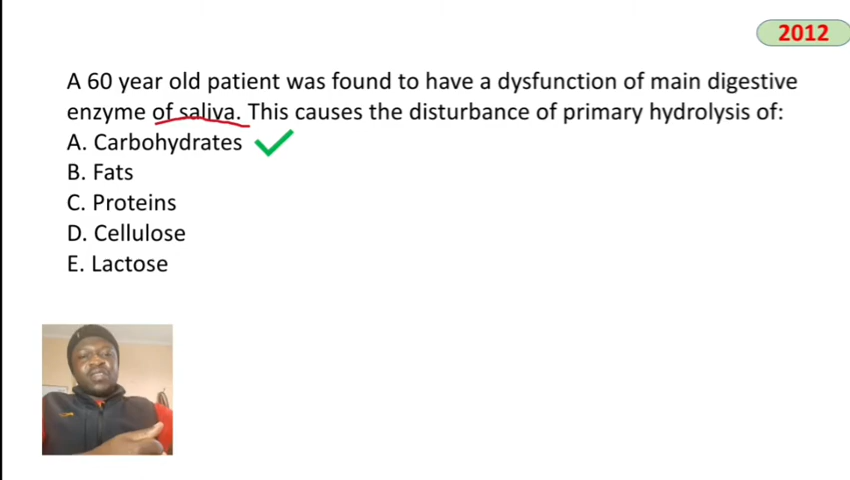 2012
A 60 year old patient was found to have a dysfunction of main digestive
enzyme of saliva. This causes the disturbance of primary hydrolysis of:
A. Carbohydrates
B. Fats
C. Proteins
D. Cellulose
E. Lactose